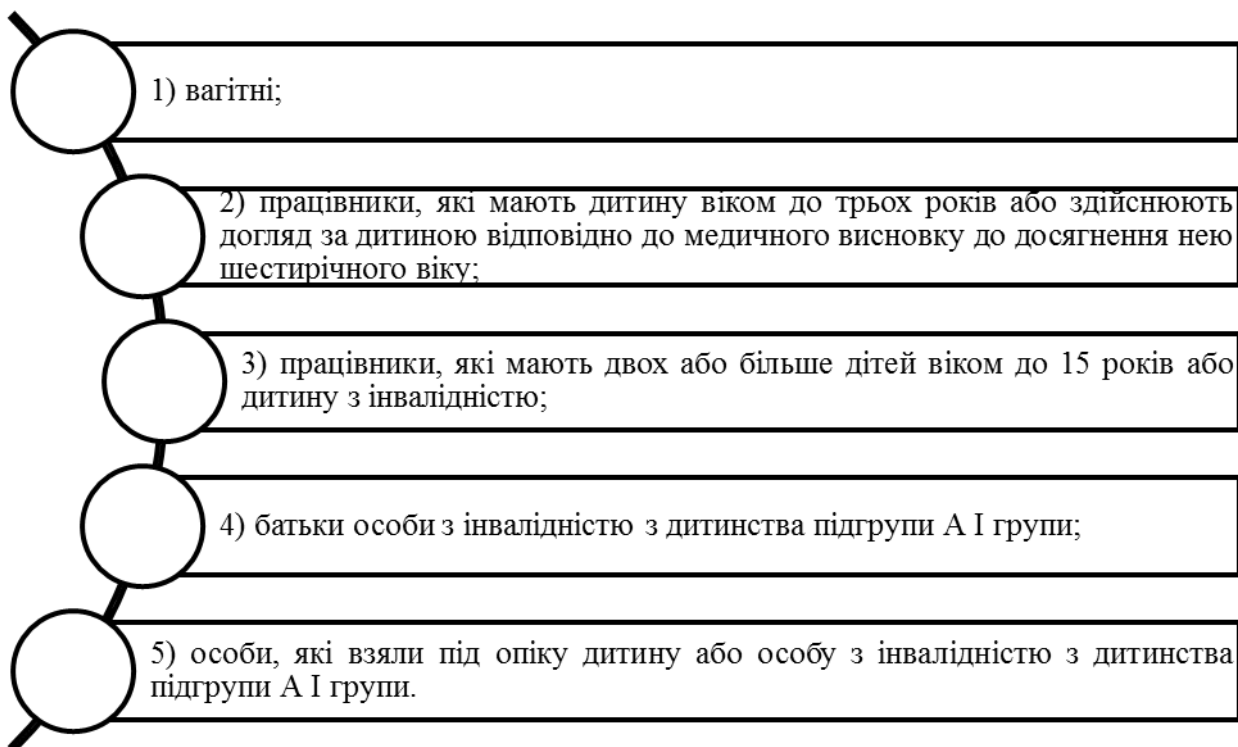 1) вагітні;
2) працівники, які мають дитину віком до трьох років або здійснюють
догляд за дитиною відповідно до медичного висновку до досягнення нею
шестирічного віку;
3) працівники, які мають двох або більше дітей віком до 15 років або
дитину з інвалідністю;
4) батьки особи з інвалідністю з дитинства підгрупи А І групи;
5) особи, які взяли під опіку дитину або особу з інвалідністю з дитинства
підгрупи А І групи.